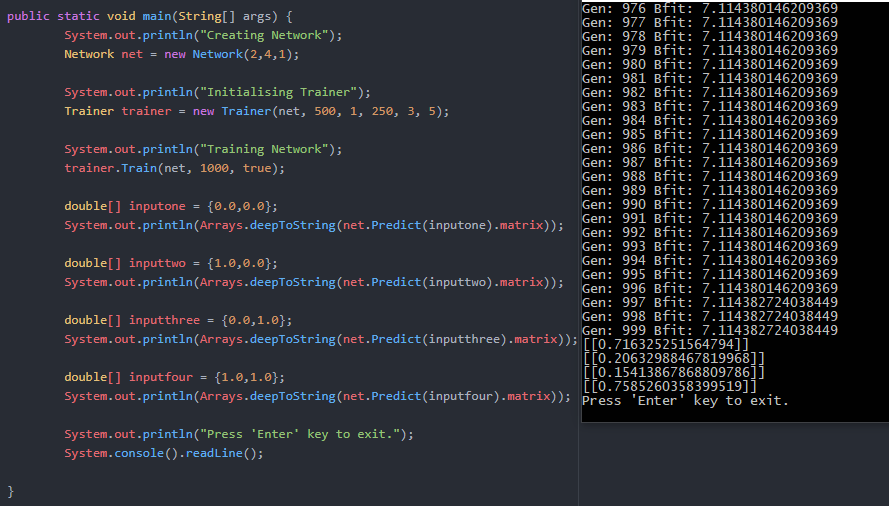 public static void main(String[] args) {
System.out.println("Creating Network");
Network net = new Network(2,4,1);
System.out.println("Initialising Trainer");
Trainer trainer = new Trainer(net, 500, 1, 250, 3, 5);
System.out.println("Training Network");
trainer.Train(net, 1000, true);
double[] inputone = {0.0,0.0};
System.out.println(Arrays.deepToString(net.Predict(inputone).matrix));
double[] inputtwo = {1.0,0.0};
System.out.println(Arrays.deepToString(net.Predict(inputtwo).matrix));
double[] inputthree = {0.0,1.0};
System.out.println(Arrays.deepToString(net.Predict(inputthree).matrix));
double[] inputfour = {1.0,1.0};
System.out.println(Arrays.deepToString(net.Predict(inputfour).matrix));
System.out.println("Press 'Enter' key to exit.");
System.console().readLine();
}
Gen: 976 Bfit: 7.114380146209369
Gen: 977 Bfit: 7.114380146209369
Gen: 978 Bfit: 7.114380146209369
Gen: 979 Bfit: 7.114380146209369
Gen: 980 Bfit: 7.114380146209369
Gen: 981 Bfit: 7.114380146209369
Gen: 982 Bfit: 7.114380146209369
Gen: 983 Bfit: 7.114380146209369
Gen: 984 Bfit: 7.114380146209369
Gen: 985 Bfit: 7.114380146209369
Gen: 986 Bfit: 7.114380146209369
Gen: 987 Bfit: 7.114380146209369
Gen: 988 Bfit: 7.114380146209369
Gen: 989 Bfit: 7.114380146209369
Gen: 990 Bfit: 7.114380146209369
Gen: 991 Bfit: 7.114380146209369
Gen: 992 Bfit: 7.114380146209369
Gen: 993 Bfit: 7.114380146209369
Gen: 994 Bfit: 7.114380146209369
Gen: 995 Bfit: 7.114380146209369
Gen: 996 Bfit: 7.114380146209369
Gen: 997 Bfit: 7.114382724038449
Gen: 998 Bfit: 7.114382724038449
Gen: 999 Bfit: 7.114382724038449
[[0.716325251564794]]
[[0.20632988467819968]]
[[0.15413867868809786]]
[[0.7585260358399519]]
Press 'Enter' key to exit.